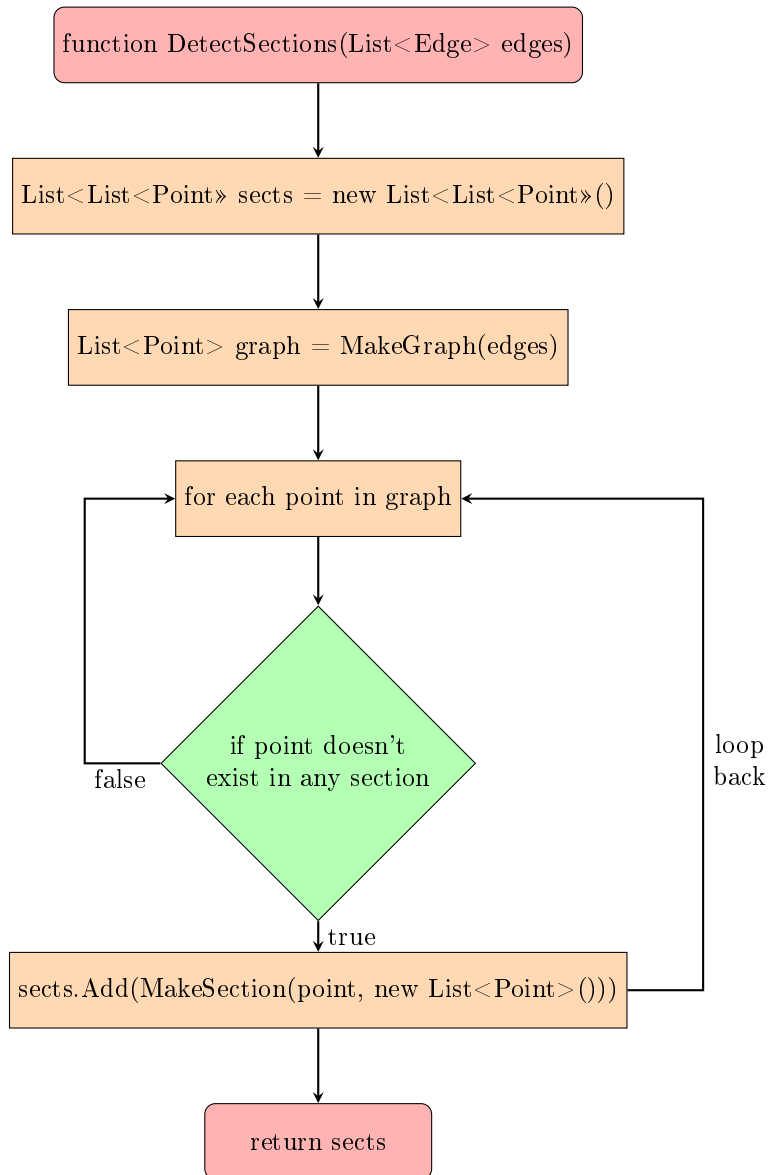 function DetectSections(List<Edge> edges)
List<List<Point» sects = new List<List<Point»()
List<Point> graph = MakeGraph(edges)
for each point in graph
if point doesn't
exist in any section
false
loop
back
true
sects.Add(MakeSection(point, new List<Point>()))
return sects